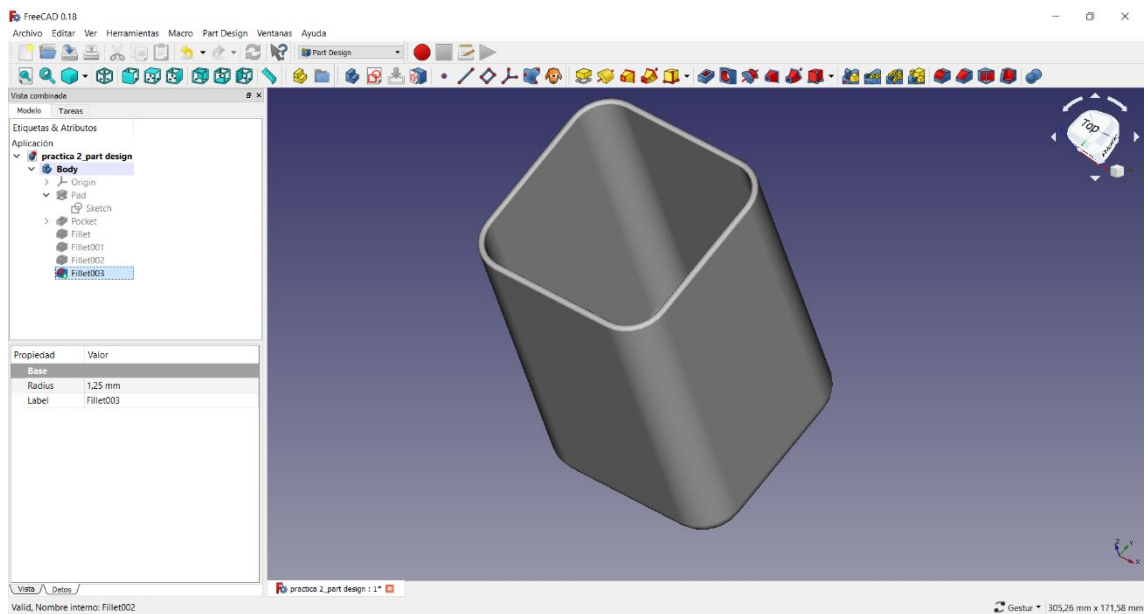 FreeCAD 0.18
Archivo Editar Ver Herramientas Macro Part Design Ventanas Ayuda
Part Design
Vista combinada
Modelo Tareas
Etiquetas & Atributos
Aplicación
practica 2_part design
Body
Origin
Pad
Sketch
Pocket
Fillet
Fillet001
Fillet002
Fillet003
Top
Propiedad Valor
Base
Radius 1,25 mm
Label Fillet003
Z Y
X
Vista Datos
practica 2_part design : 1*
Valid, Nombre interno: Fillet002
Gestur 305,26 mm x 171,58 mm